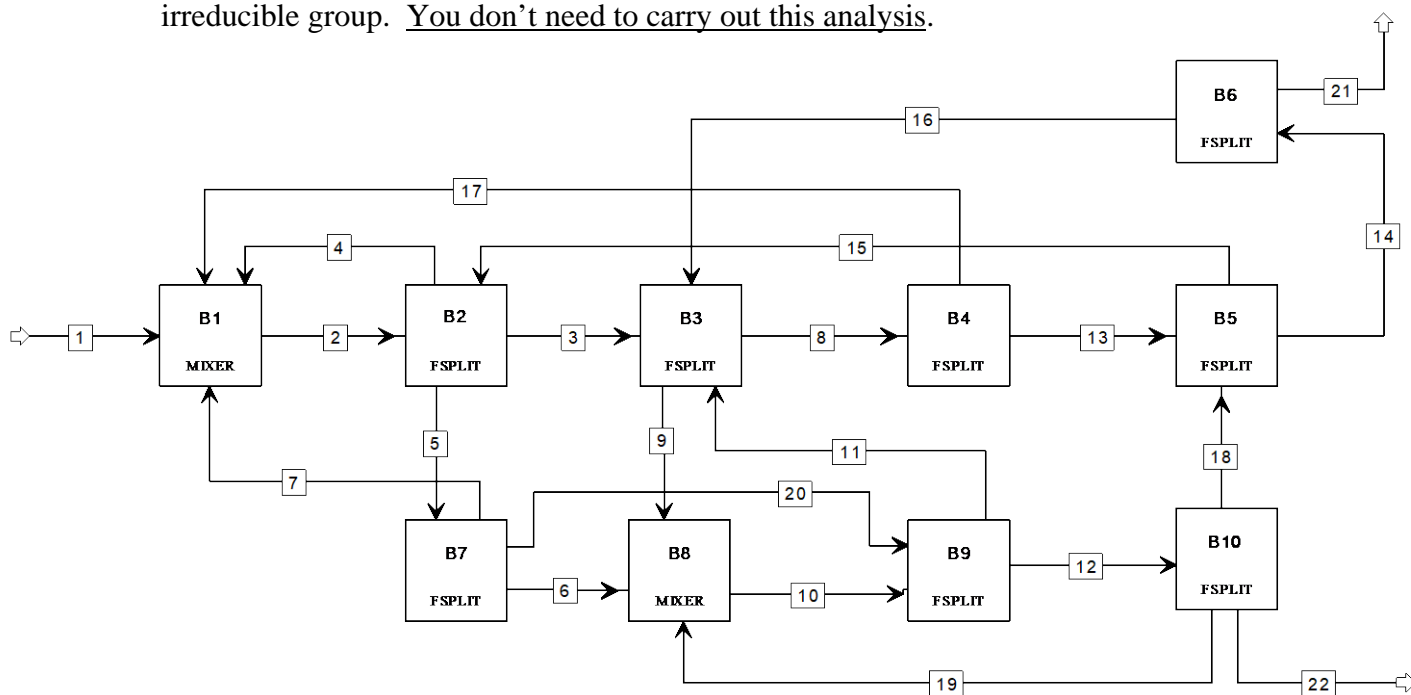 irreducible group. You don't need to carry out this analysis.
B6
21
FSPLIT
16
17
4
15
14
1
B1
MIXER
2
B2
FSPLIT
3
B3
FSPLIT
8
B4
FSPLIT
13
B5
FSPLIT
5
9
11
18
7
20
B7
FSPLIT
6
B8
MIXER
10
B9
FSPLIT
12
B10
FSPLIT
19
22